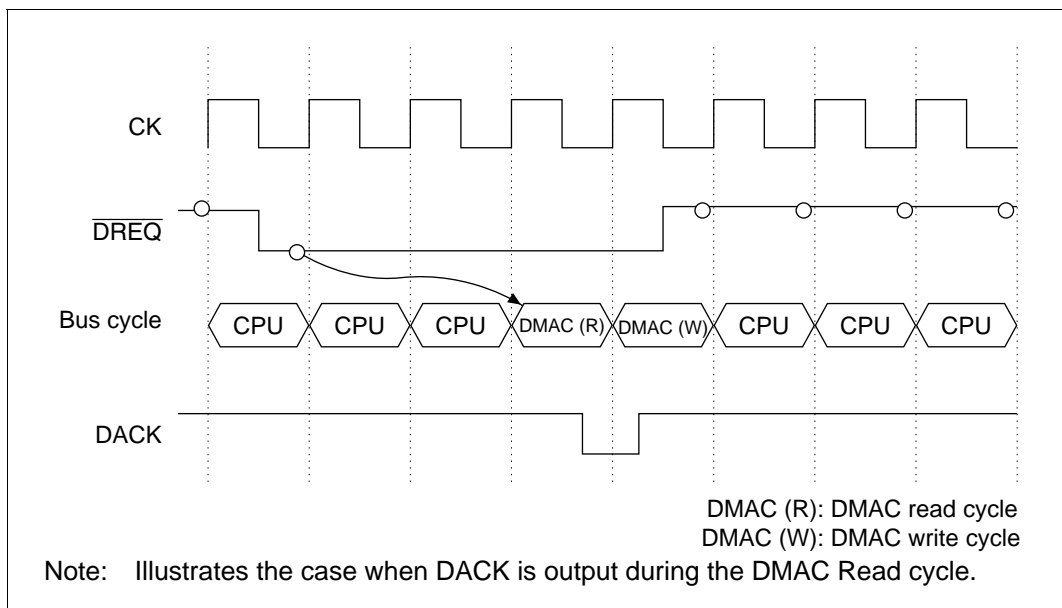 CK
DREQ
Bus cycle
CPU CPU CPU DMAC (R) DMAC (W) CPU CPU CPU
DACK
DMAC (R): DMAC read cycle
DMAC (W): DMAC write cycle
Note: Illustrates the case when DACK is output during the DMAC Read cycle.